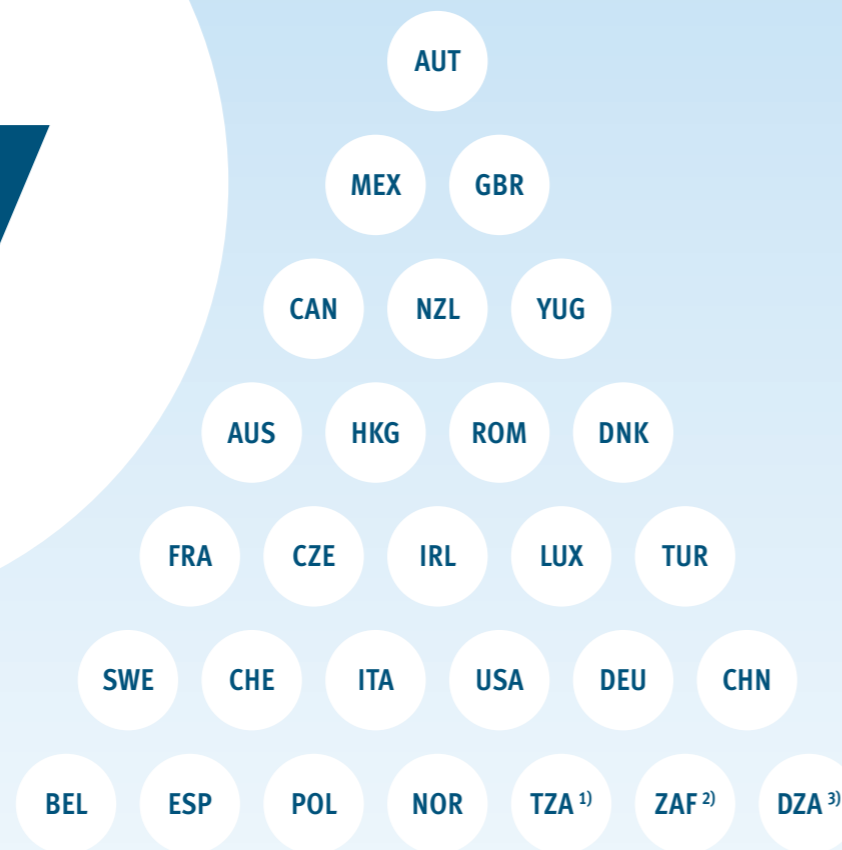 AUT
MEX GBR
CAN NZL YUG
AUS HKG ROM DNK
FRA CZE IRL LUX TUR
SWE CHE ITA USA DEU CHN
BEL ESP POL NOR TZA 1) ZAF 2) DZA 3)